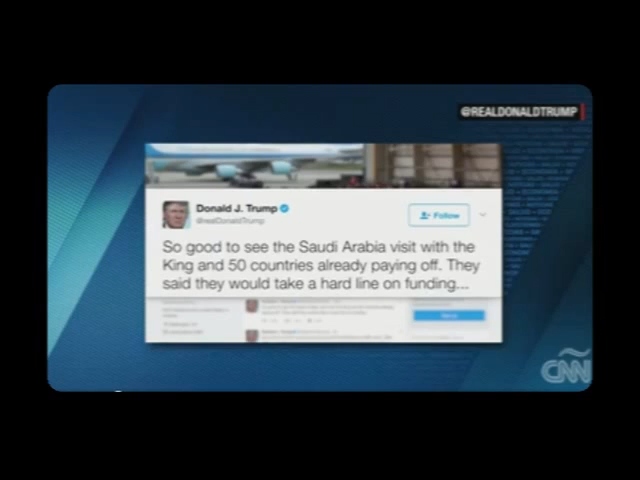 @REALDONALDTRUMP
Donald J. Trump
@realDonaldTrump
Follow
So good to see the Saudi Arabia visit with the
King and 50 countries already paying off. They
said they would take a hard line on funding...
CNN